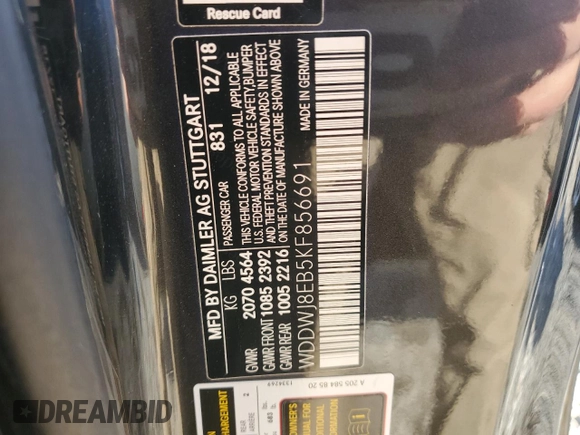 Rescue Card
MFD BY DAIMLER AG STUTTGART
831 12/18
KG LBS
PASSENGER CAR
GVWR 2070 4564
THIS VEHICLE CONFORMS TO ALL APPLICABLE
GAWR FRONT 1085 2392
U.S. FEDERAL MOTOR VEHICLE SAFETY,BUMPER
AND THEFT PREVENTION STANDARDS IN EFFECT
GAWR REAR 1005 2216
ON THE DATE OF MANUFACTURE SHOWN ABOVE
WDDWJ8EB5KF856691
MADE IN GERMANY
A 205 584 85 20
REAR
ARRIERE
2
DREAMBID